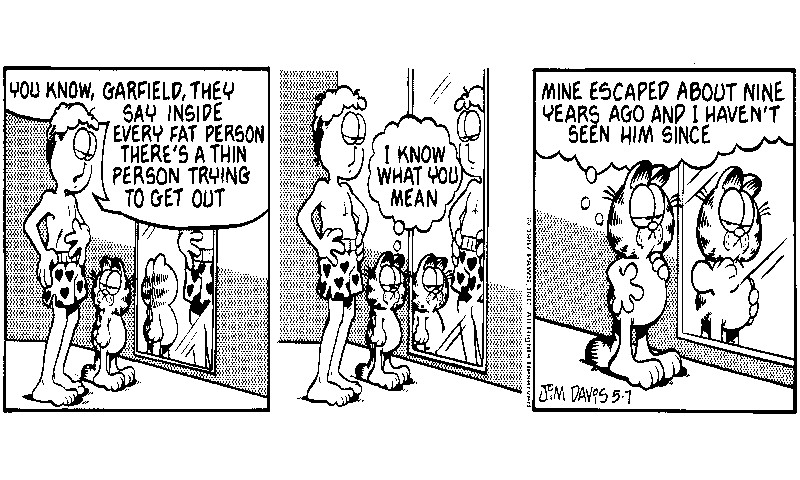 YOU KNOW, GARFIELD, THEY
SAY INSIDE
EVERY FAT PERSON
THERE'S A THIN
PERSON TRYING
TO GET OUT
I KNOW
WHAT YOU
MEAN
MINE ESCAPED ABOUT NINE
YEARS AGO AND I HAVEN'T
SEEN HIM SINCE
JIM DAVIS 5-7